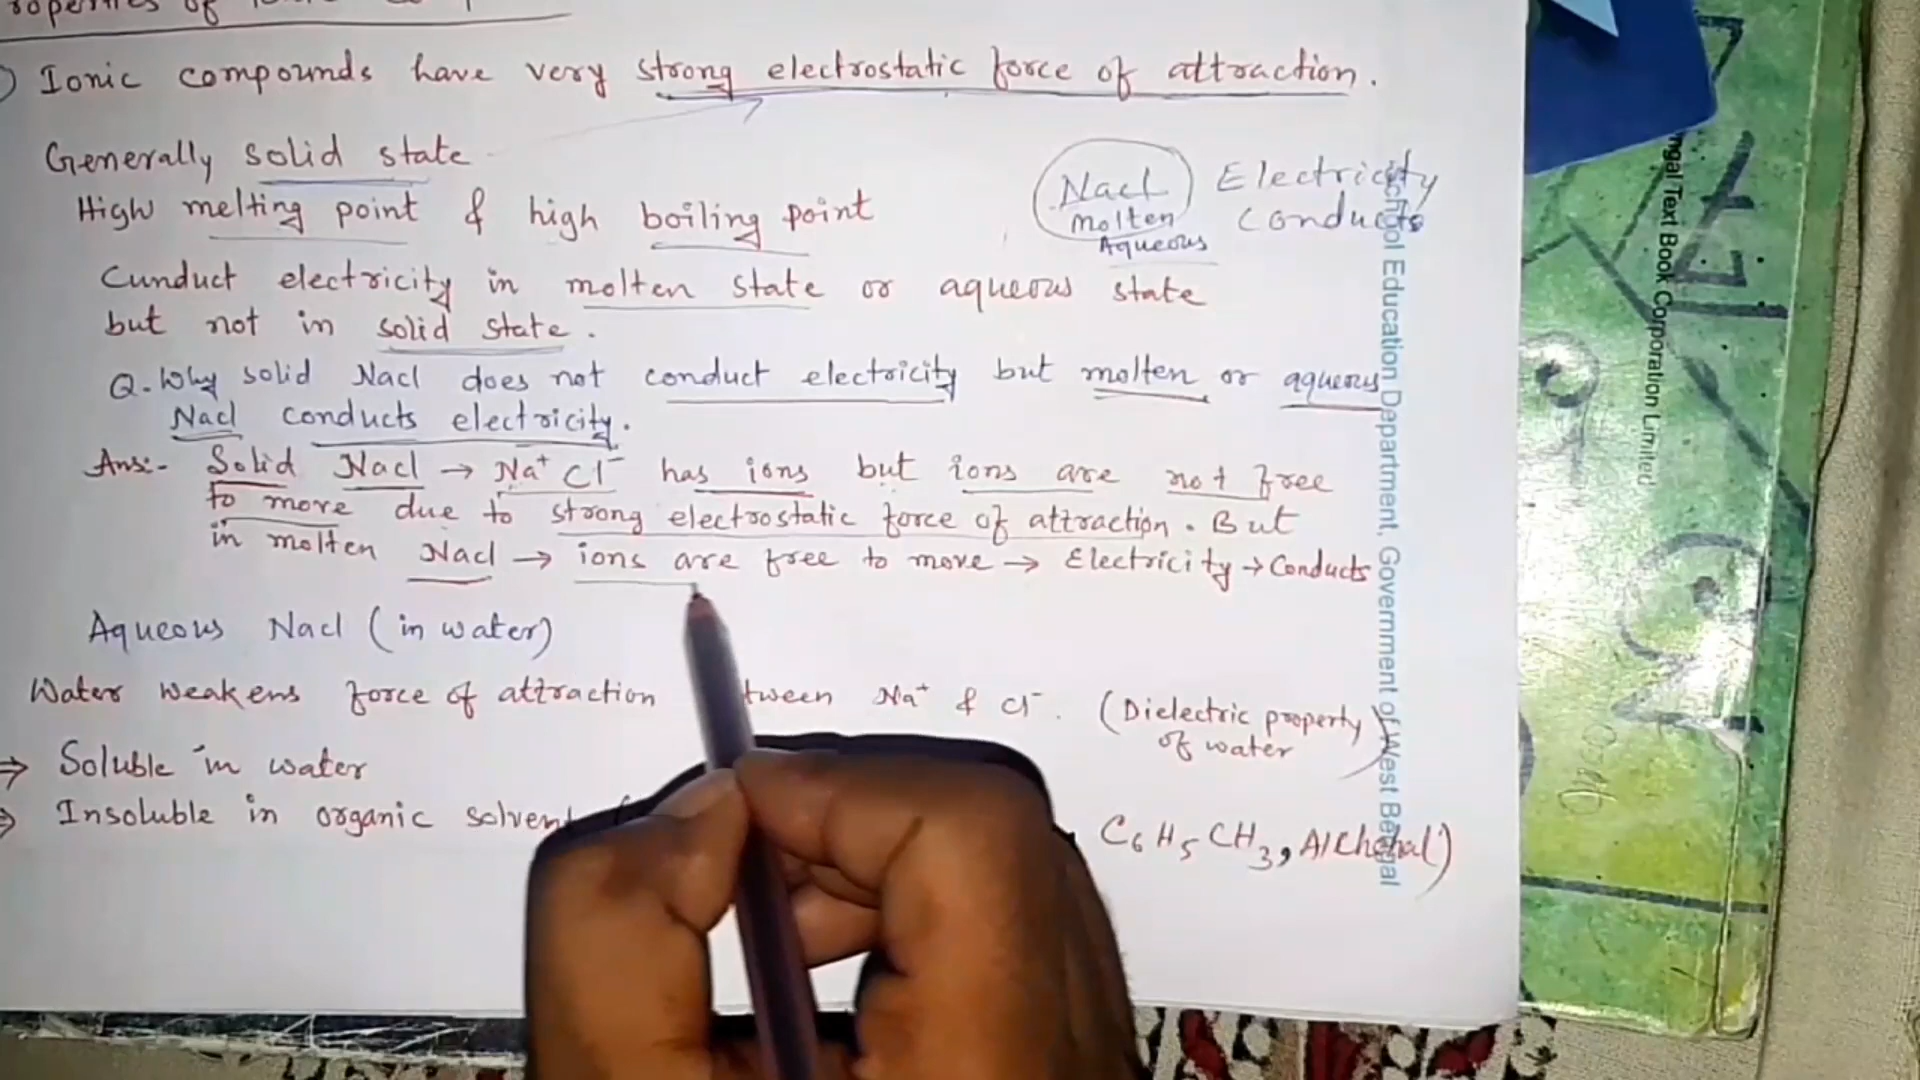 Ionic compounds have very strong electrostatic force of attraction.
Generally solid state
High melting point & high boiling point
Nacl Electricity
molten conducts
Aqueous
Cunduct electricity in molten state or aqueous state
but not in solid state.
Q. Why solid Nacl does not conduct electricity but molten or aqueous
Nacl conducts electricity.
Ans:- Solid Nacl → Na⁺ Cl⁻ has ions but ions are not free
to move due to strong electrostatic force of attraction. But
in molten Nacl → ions are free to move → Electricity → Conducts
Aqueous Nacl (in water)
Water weakens force of attraction tween Na⁺ & Cl⁻. (Dielectric property
of water)
⇒ Soluble in water
⇒ Insoluble in organic solvent C₆H₅CH₃, Alchohal)
School Education Department, Government of West Bengal
ngal Text Book Corporation Limited